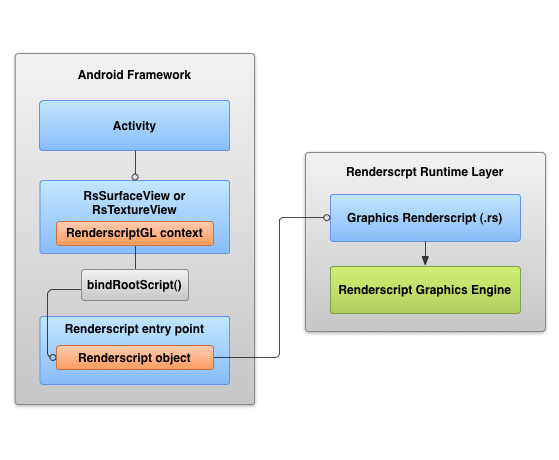 Android Framework
Activity
RsSurfaceView or
RsTextureView
RenderscriptGL context
bindRootScript()
Renderscript entry point
Renderscript object
Renderscrpt Runtime Layer
Graphics Renderscript (.rs)
Renderscript Graphics Engine